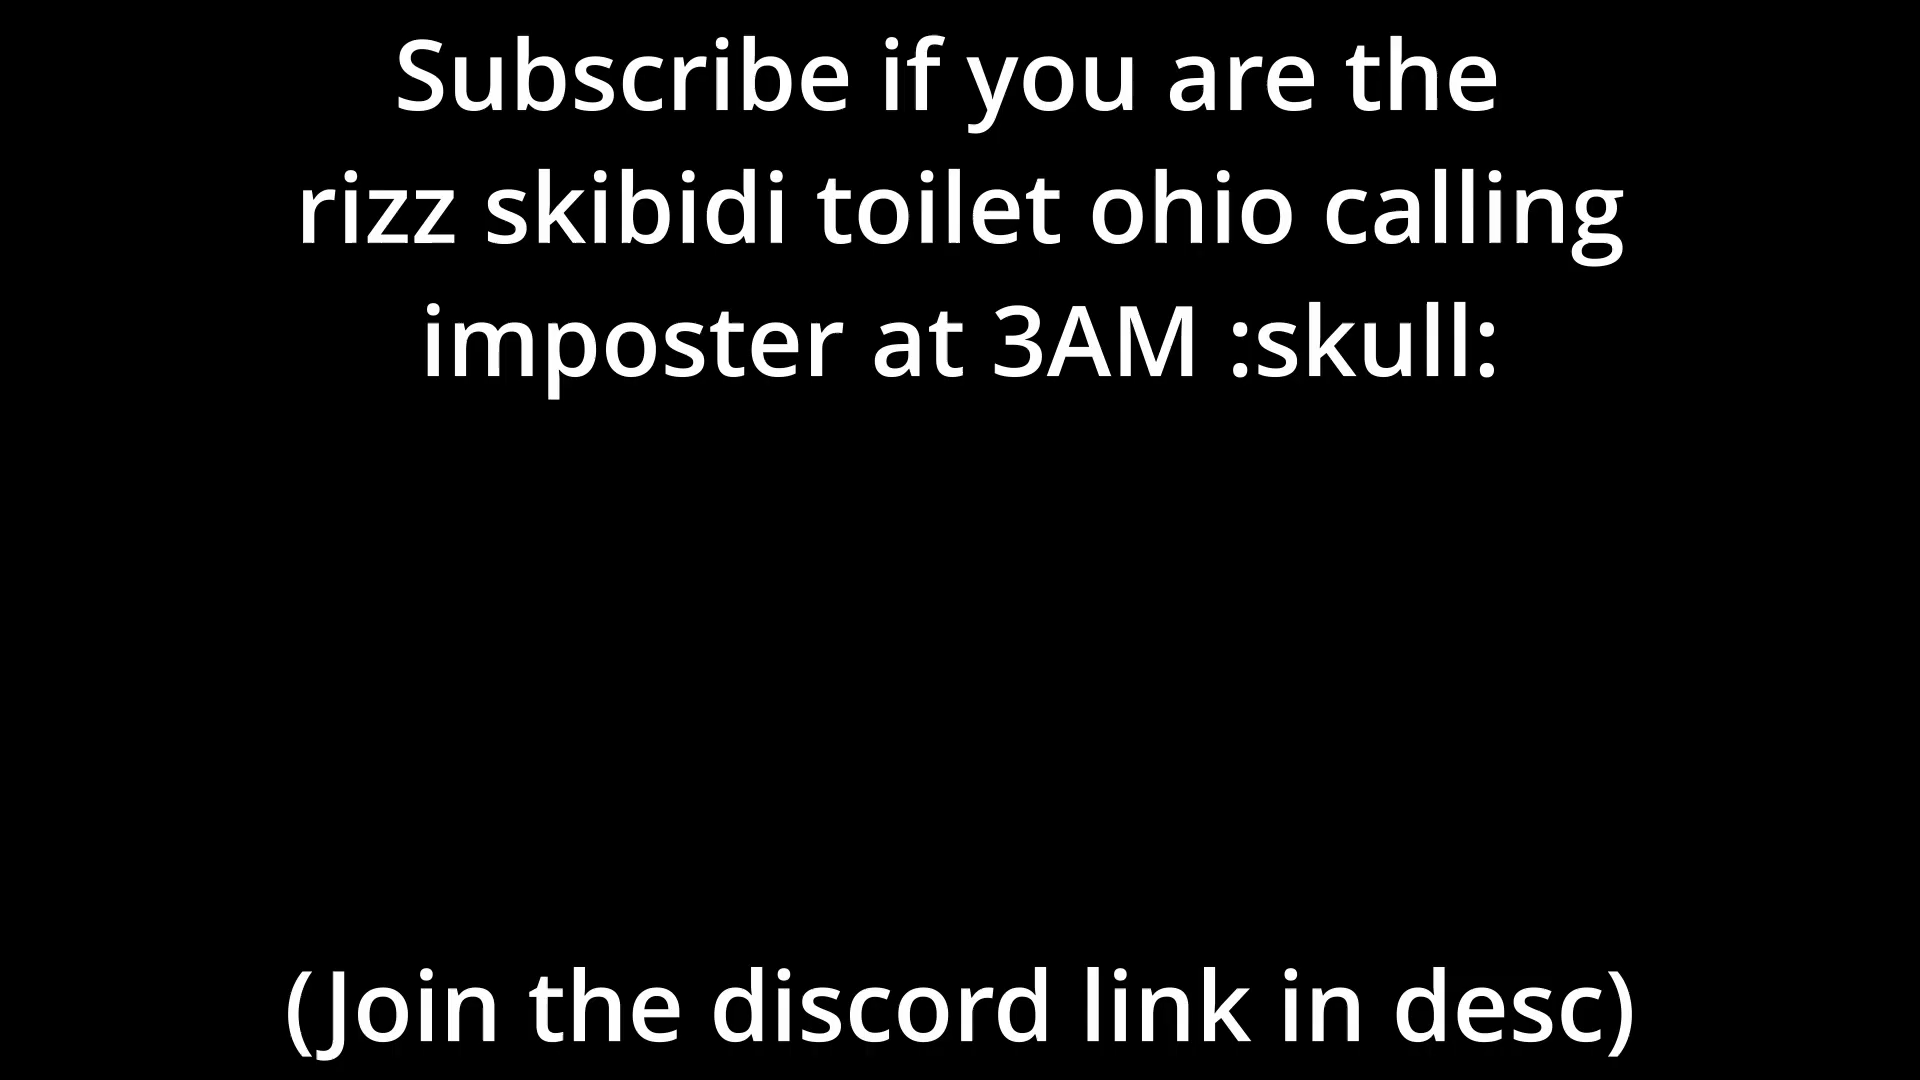 Subscribe if you are the
rizz skibidi toilet ohio calling
imposter at 3AM :skull:
(Join the discord link in desc)